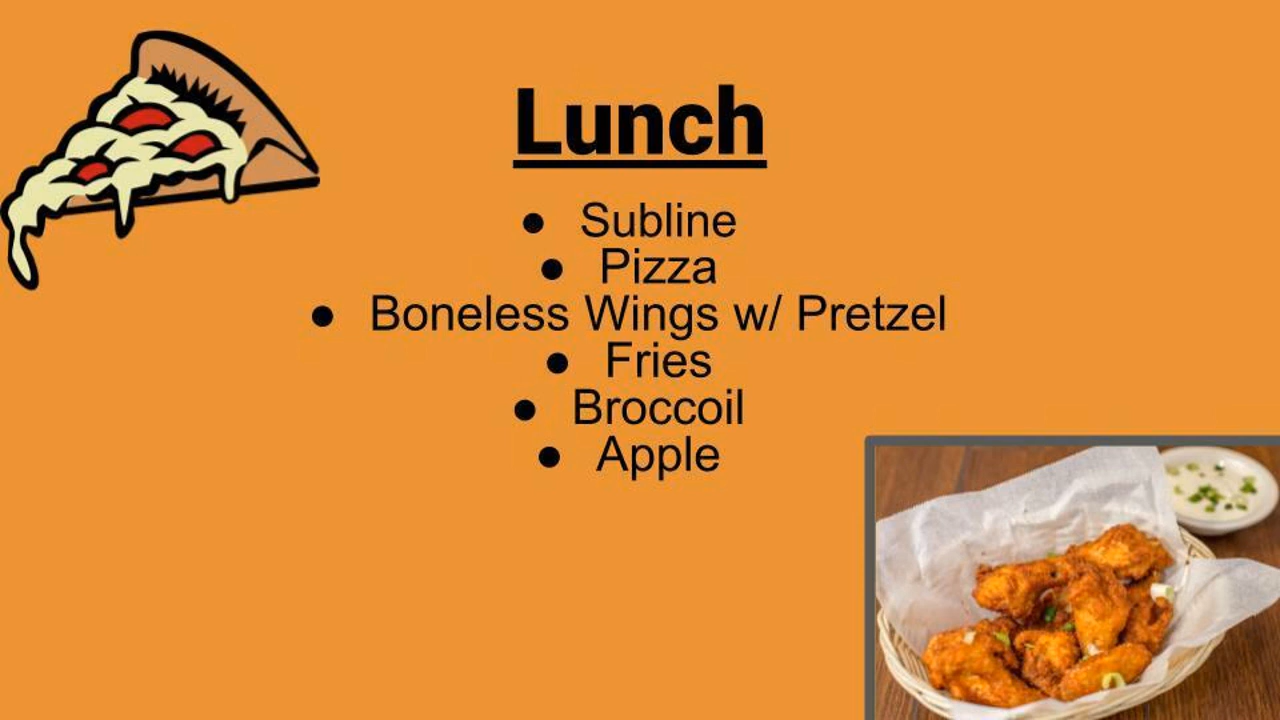 Lunch
● Subline
● Pizza
● Boneless Wings w/ Pretzel
● Fries
● Broccoil
● Apple